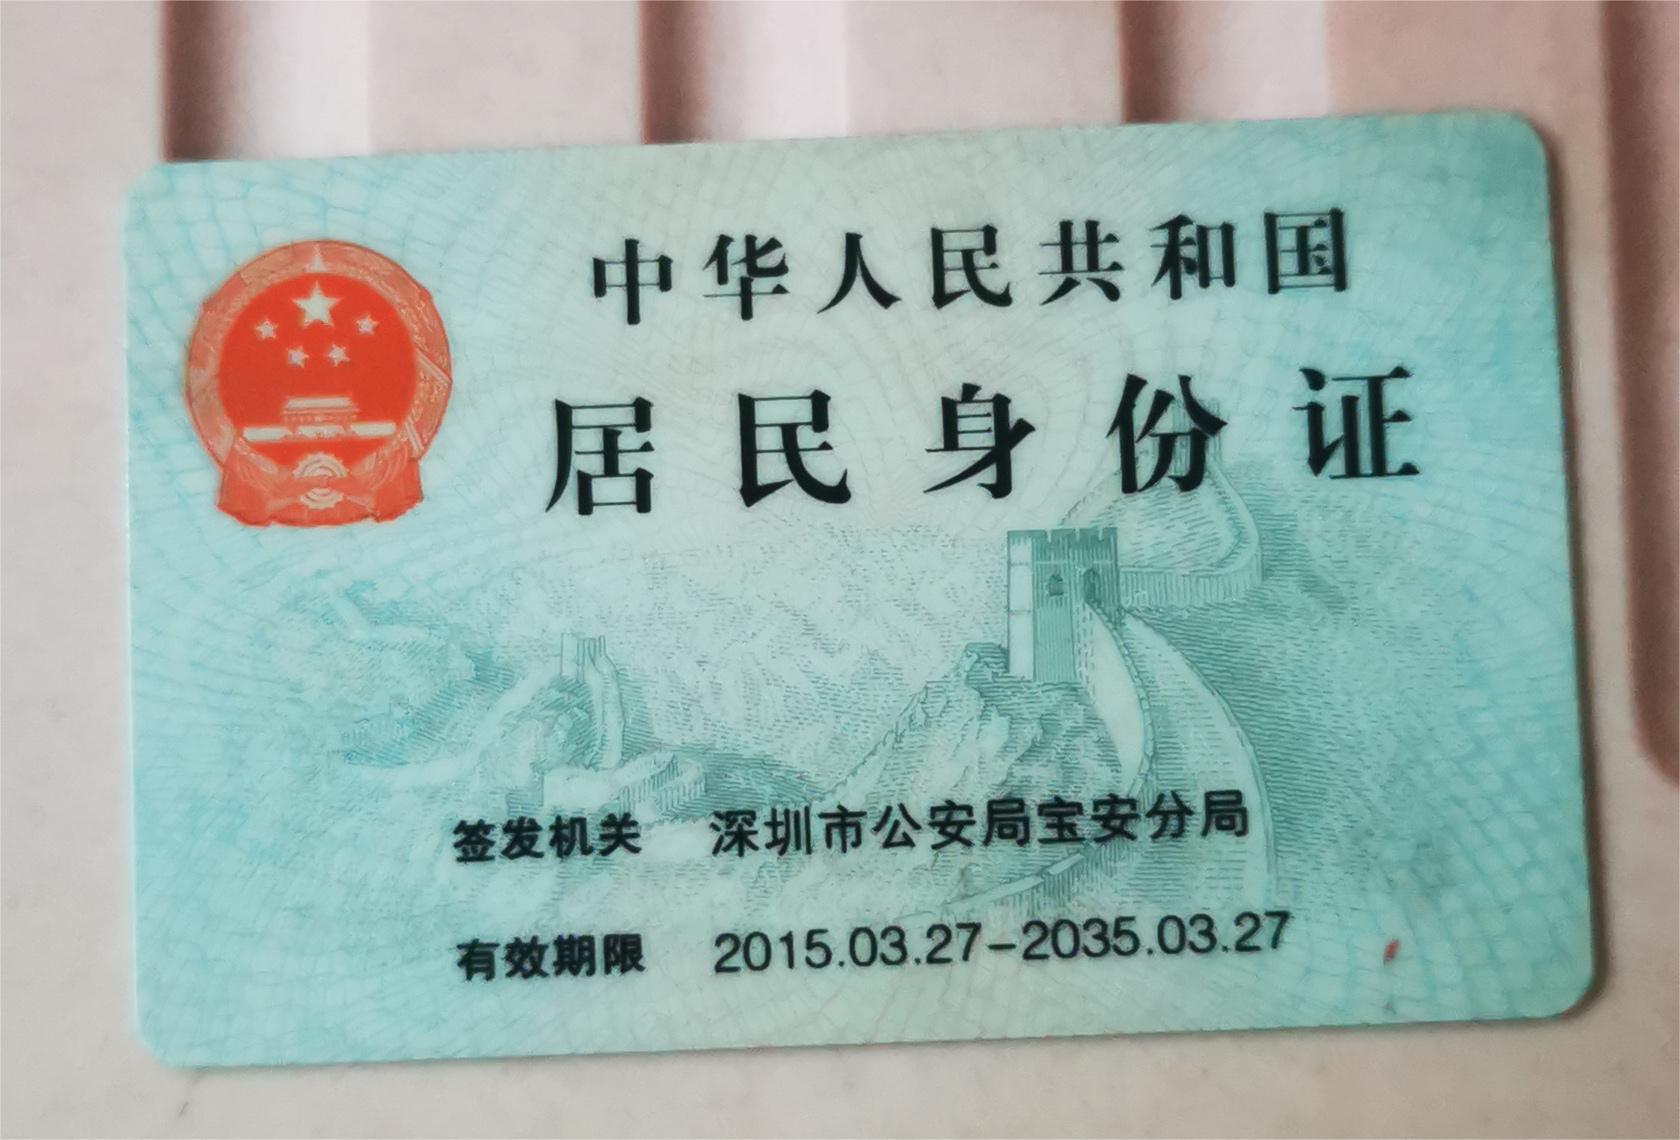 中华人民共和国
居民身份证
签发机关 深圳市公安局宝安分局
有效期限 2015.03.27-2035.03.27